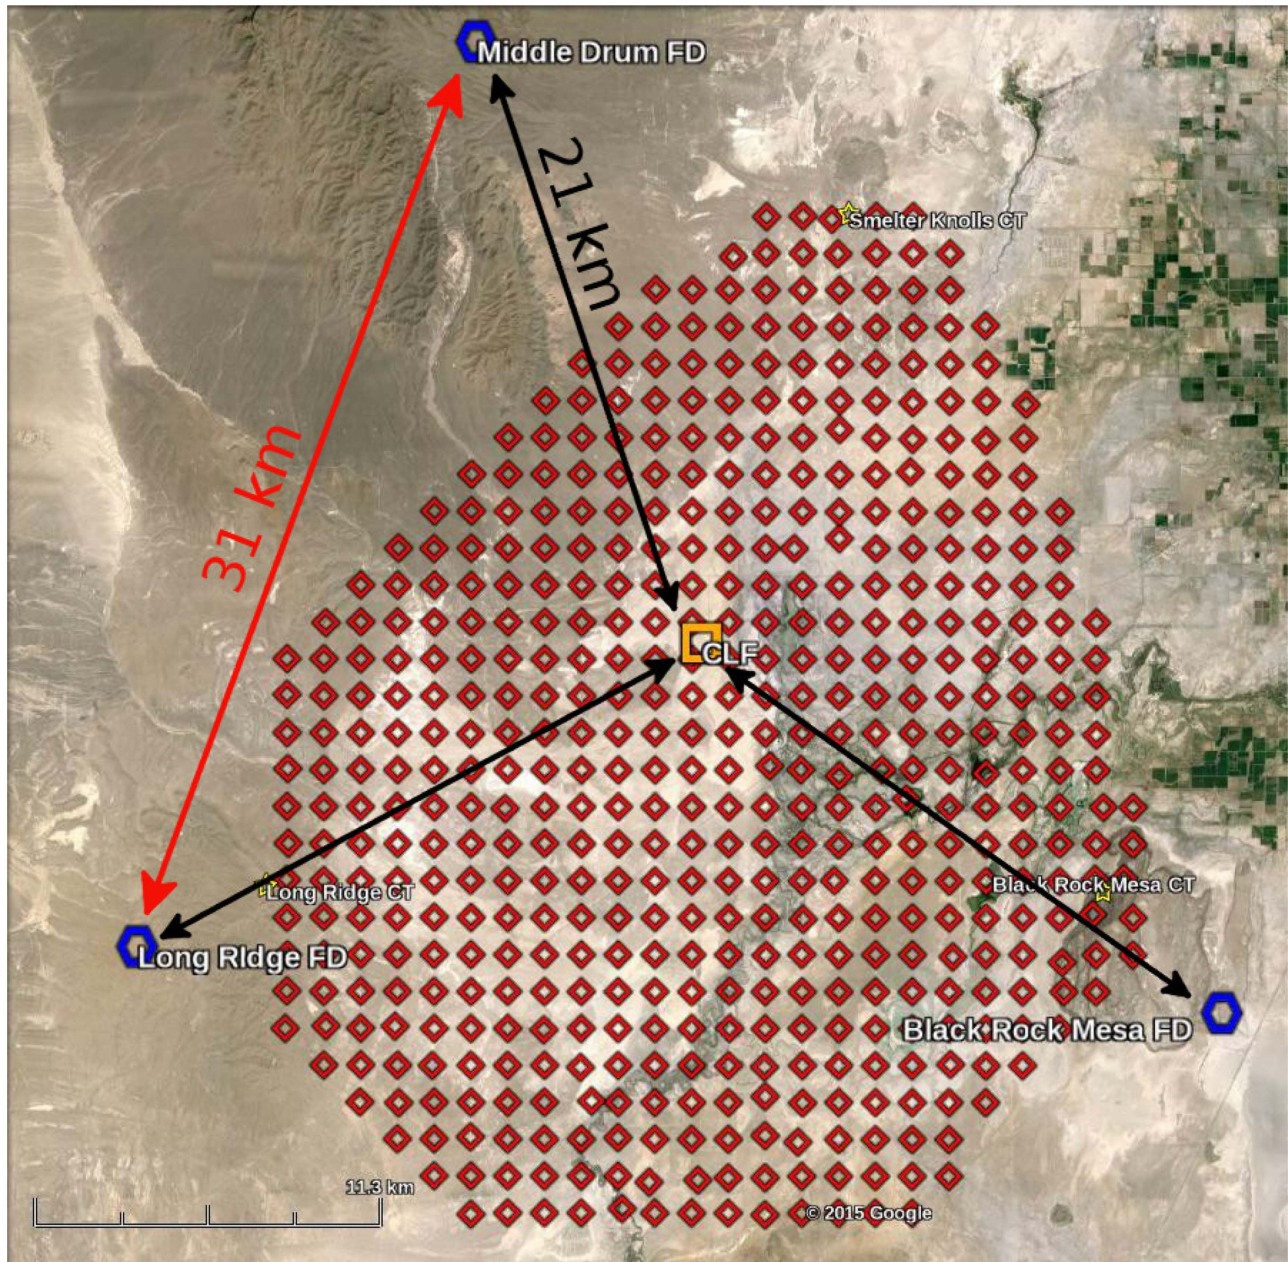 Middle Drum FD
21 km
Smelter Knolls CT
31 km
CLF
Long Ridge CT
Black Rock Mesa CT
Long RIdge FD
Black Rock Mesa FD
11.3 km
© 2015 Google